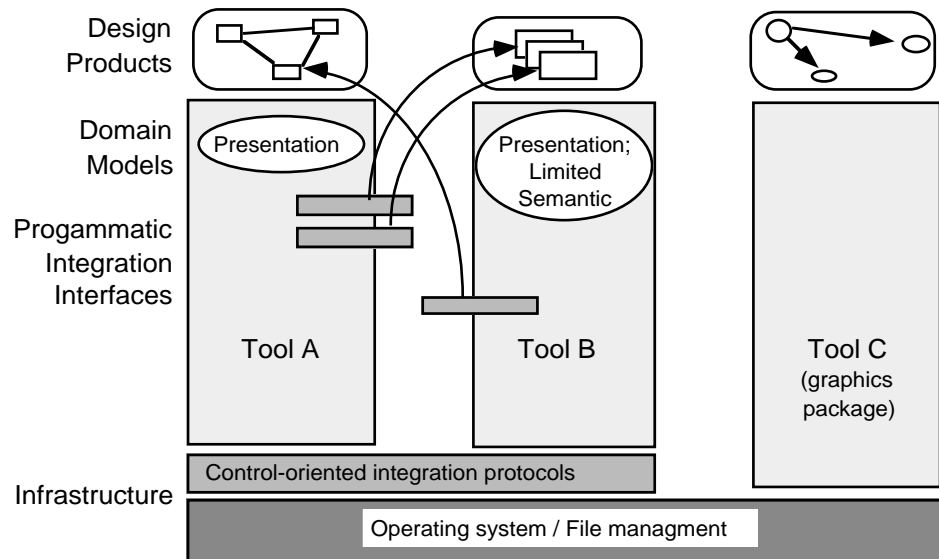 Design
Products
Domain
Models
Presentation
Presentation;
Limited
Semantic
Progammatic
Integration
Interfaces
Tool A
Tool B
Tool C
(graphics
package)
Control-oriented integration protocols
Infrastructure
Operating system / File managment